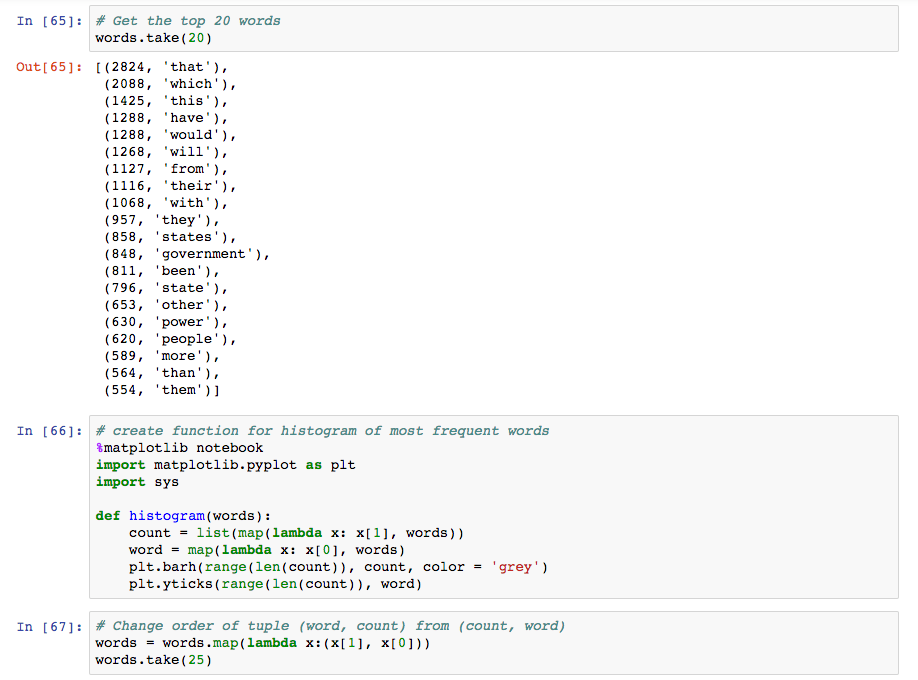 In [65]: # Get the top 20 words
words.take(20)
Out[65]: [(2824, 'that'),
(2088, 'which'),
(1425, 'this'),
(1288, 'have'),
(1288, 'would'),
(1268, 'will'),
(1127, 'from'),
(1116, 'their'),
(1068, 'with'),
(957, 'they'),
(858, 'states'),
(848, 'government'),
(811, 'been'),
(796, 'state'),
(653, 'other'),
(630, 'power'),
(620, 'people'),
(589, 'more'),
(564, 'than'),
(554, 'them')]
In [66]: # create function for histogram of most frequent words
%matplotlib notebook
import matplotlib.pyplot as plt
import sys
def histogram(words):
    count = list(map(lambda x: x[1], words))
    word = map(lambda x: x[0], words)
    plt.barh(range(len(count)), count, color = 'grey')
    plt.yticks(range(len(count)), word)
In [67]: # Change order of tuple (word, count) from (count, word)
words = words.map(lambda x:(x[1], x[0]))
words.take(25)